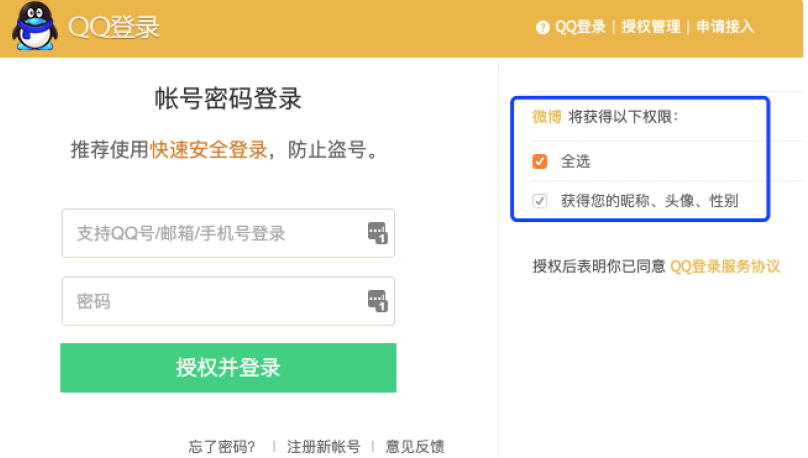 QQ登录
QQ登录 | 授权管理 | 申请接入
帐号密码登录
推荐使用快速安全登录，防止盗号。
支持QQ号/邮箱/手机号登录
密码
授权并登录
忘了密码？ | 注册新帐号 | 意见反馈
微博 将获得以下权限：
全选
获得您的昵称、头像、性别
授权后表明你已同意 QQ登录服务协议